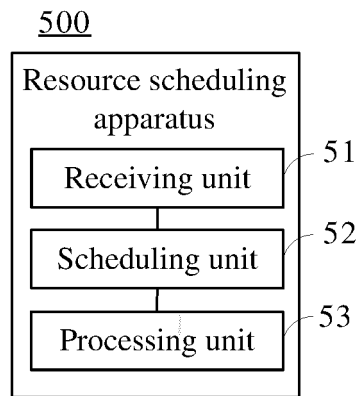 500
Resource scheduling
apparatus
Receiving unit
51
Scheduling unit
52
Processing unit
53